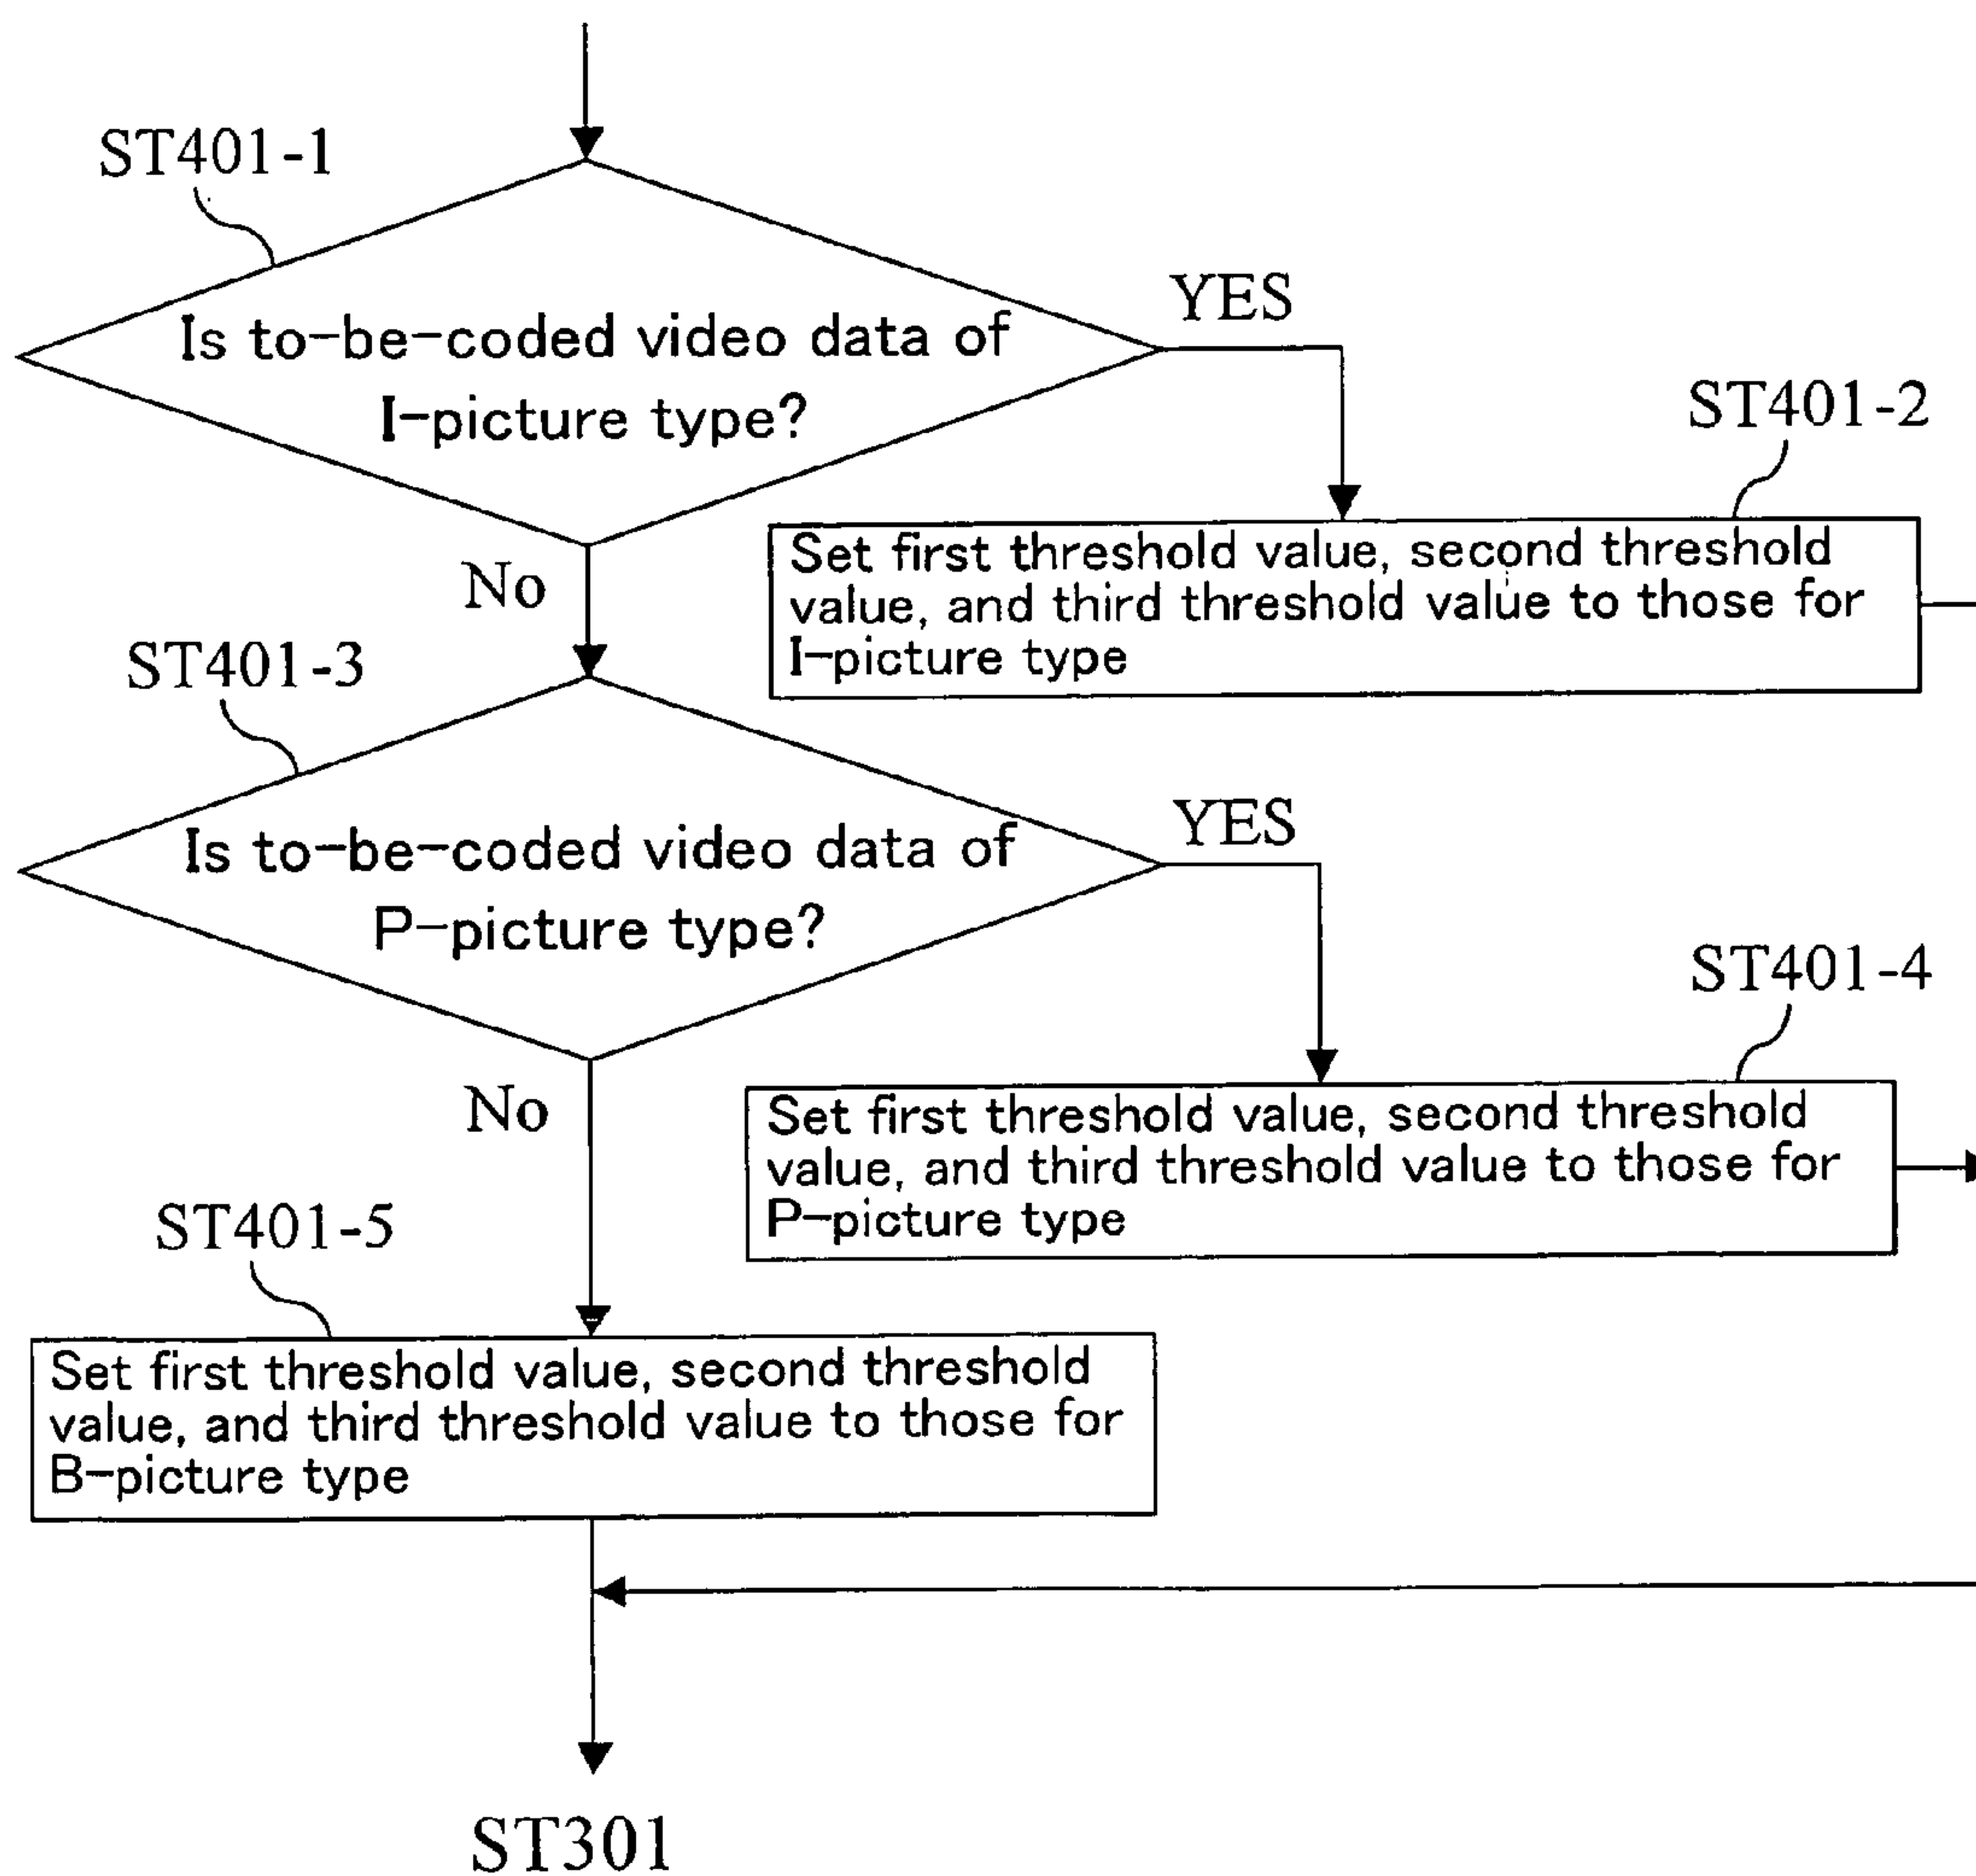 ST401-1
Is to-be-coded video data of
I-picture type?
YES
ST401-2
Set first threshold value, second threshold
value, and third threshold value to those for
I-picture type
No
ST401-3
Is to-be-coded video data of
P-picture type?
YES
ST401-4
Set first threshold value, second threshold
value, and third threshold value to those for
P-picture type
No
ST401-5
Set first threshold value, second threshold
value, and third threshold value to those for
B-picture type
ST301